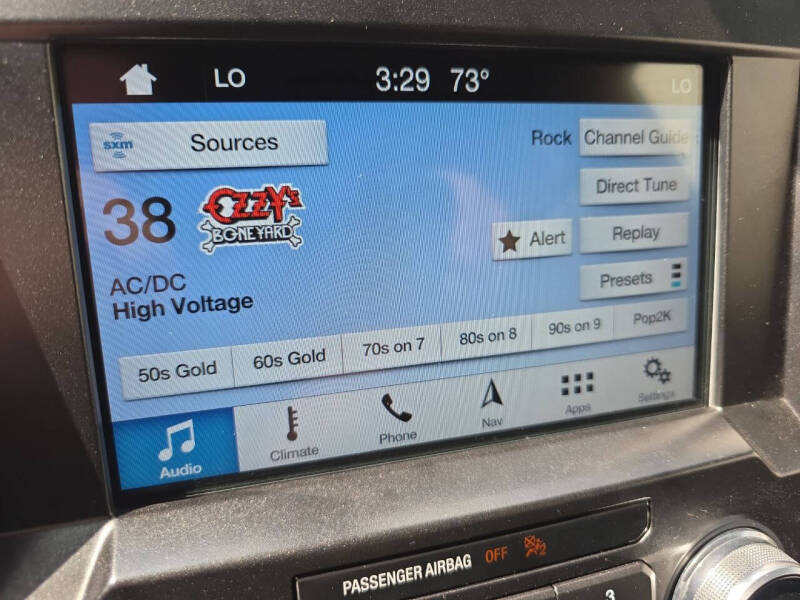 LO 3:29 73° LO
sxm Sources Rock Channel Guide
Direct Tune
38 OZZY's
BONEYARD
Alert Replay
AC/DC
High Voltage
Presets
50s Gold 60s Gold 70s on 7 80s on 8 90s on 9 Pop2K
Audio Climate Phone Nav Apps Settings
PASSENGER AIRBAG OFF 2
3